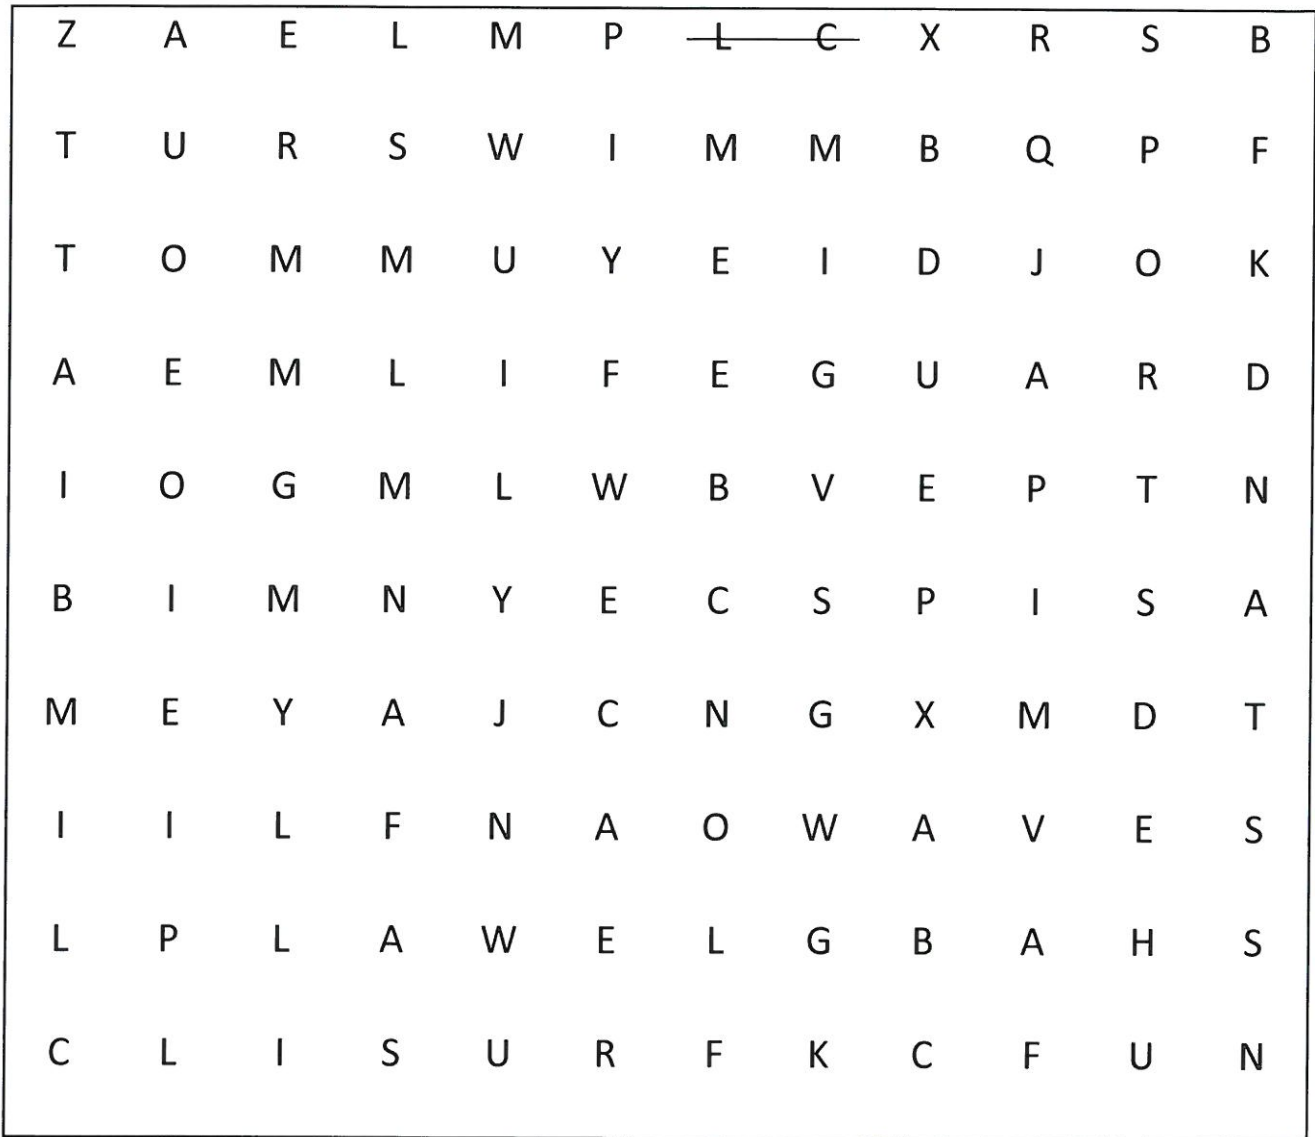 Z A E L M P L C X R S B
T U R S W I M M B Q P F
T O M M U Y E I D J O K
A E M L I F E G U A R D
I O G M L W B V E P T N
B I M N Y E C S P I S A
M E Y A J C N G X M D T
I I L F N A O W A V E S
L P L A W E L G B A H S
C L I S U R F K C F U N